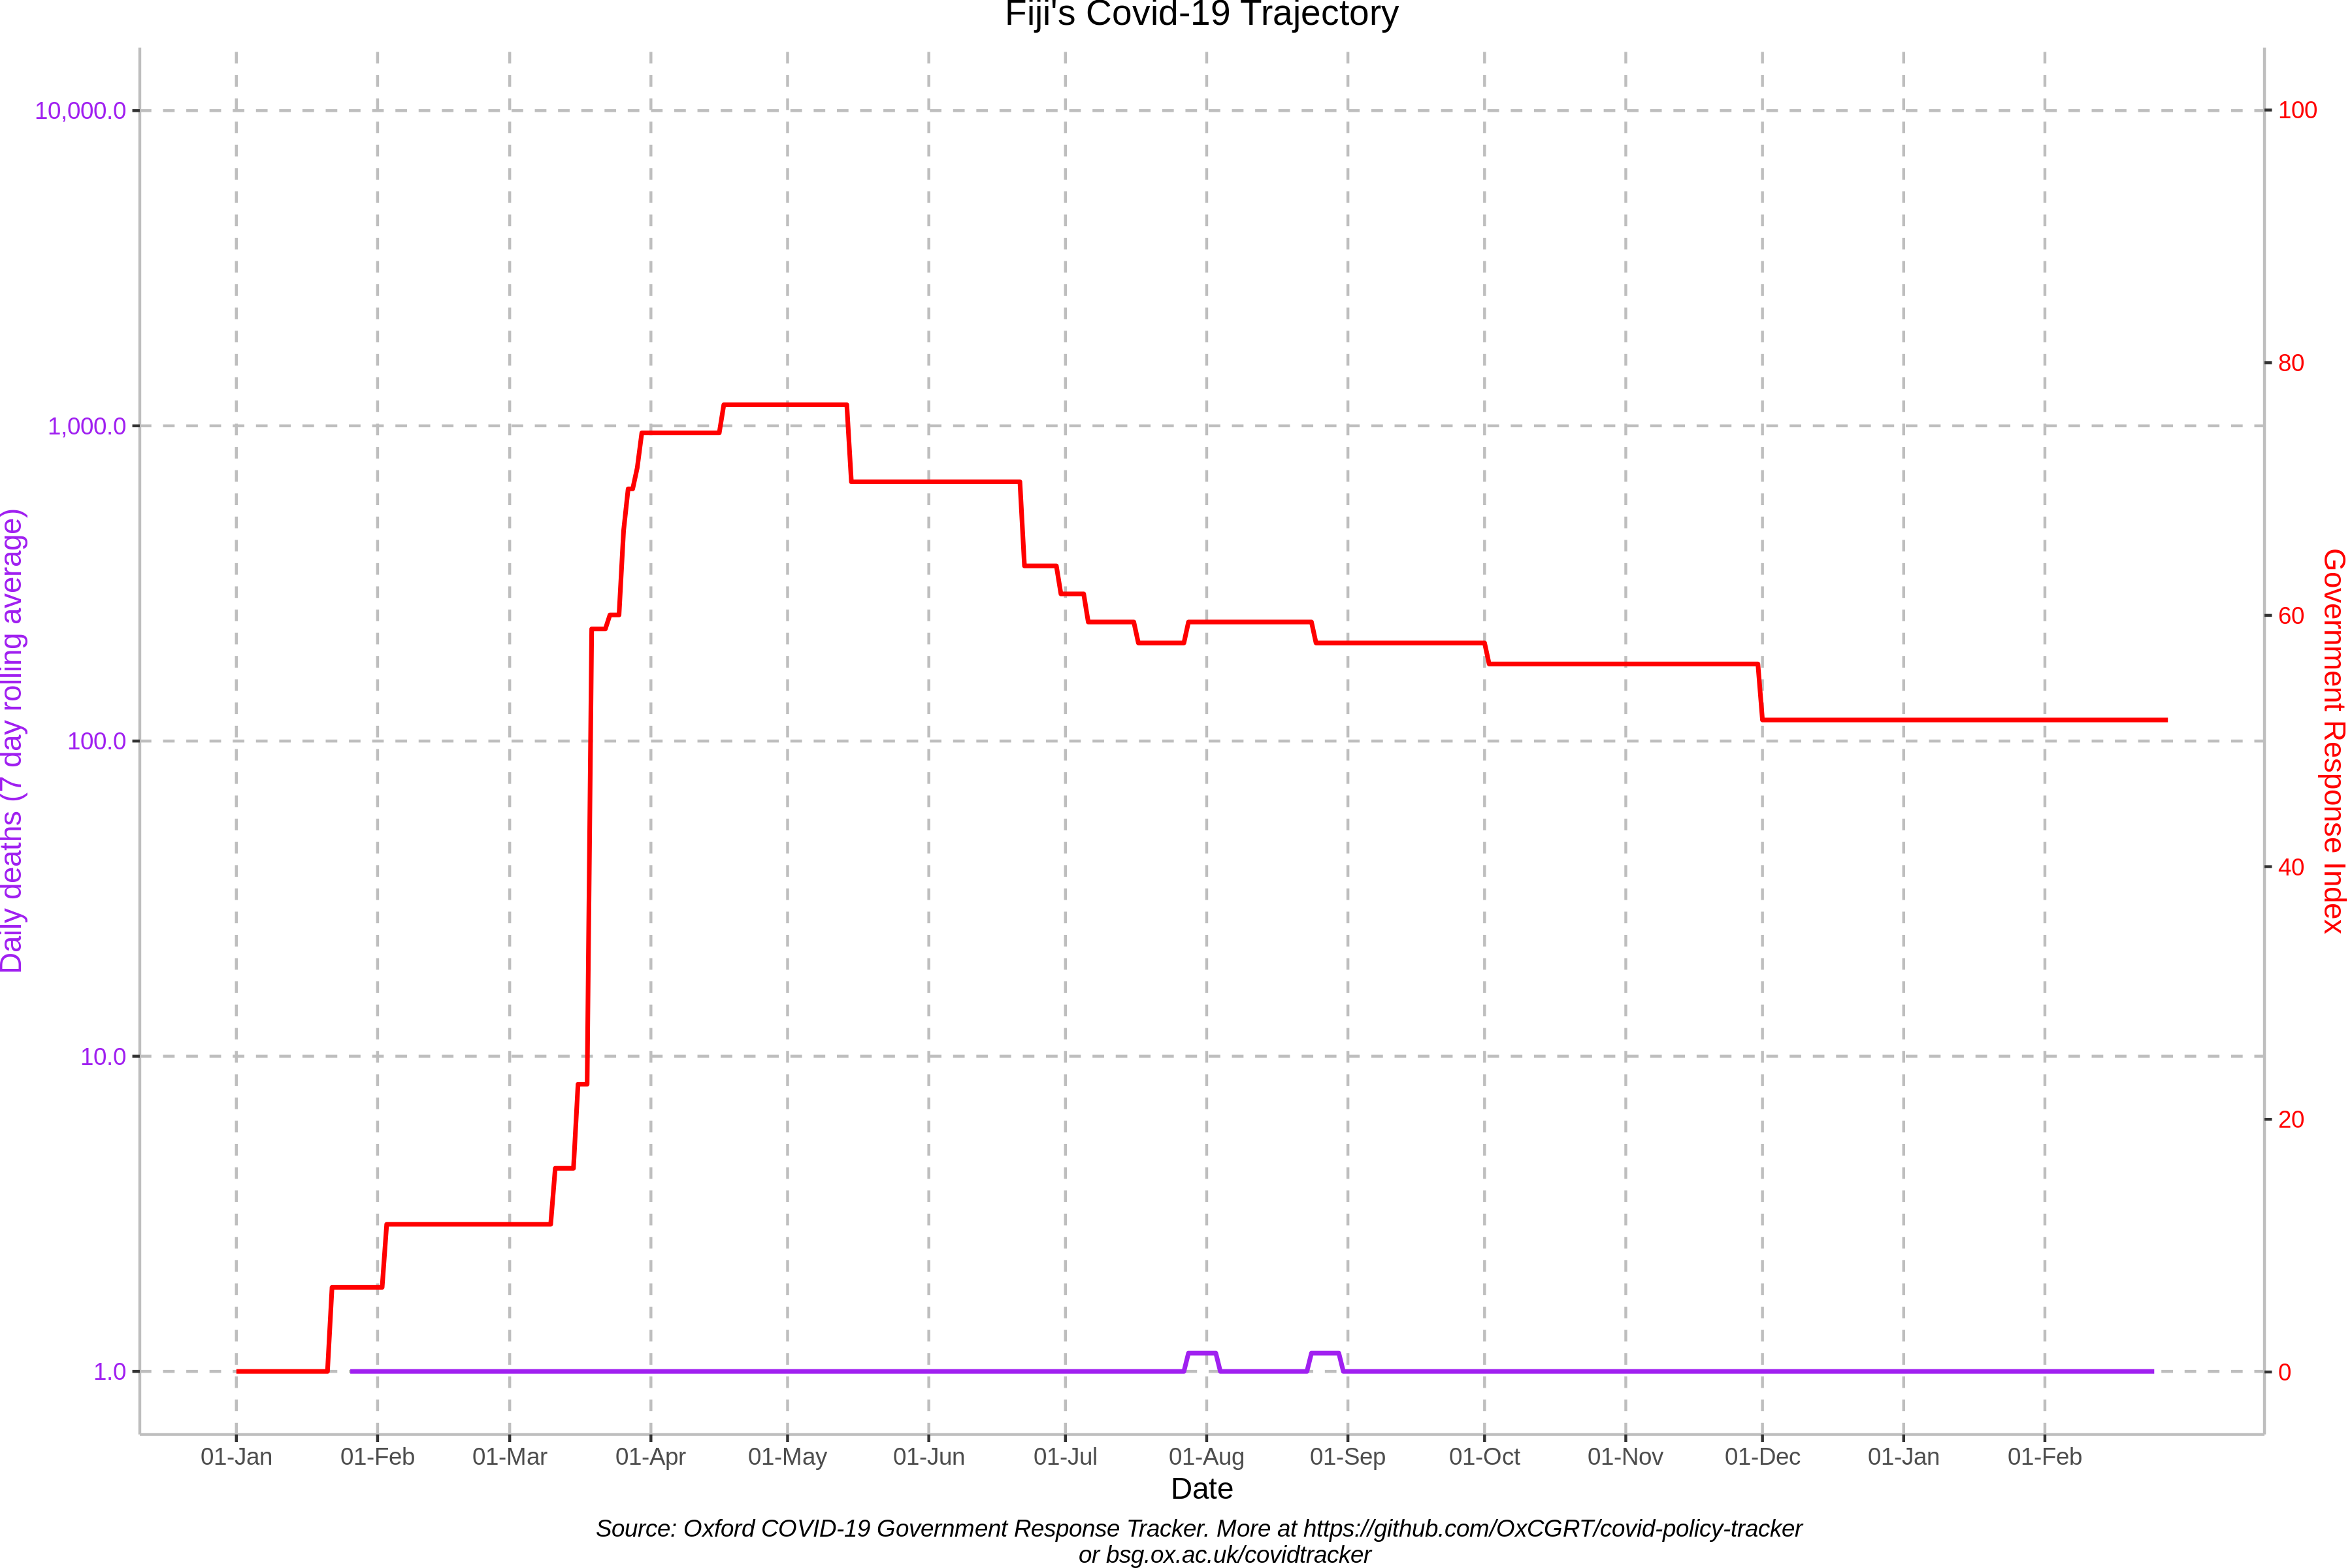 Fiji's Covid-19 Trajectory
10,000.0
1,000.0
100.0
10.0
1.0
Daily deaths (7 day rolling average)
100
80
60
40
20
0
Government Response Index
01-Jan
01-Feb
01-Mar
01-Apr
01-May
01-Jun
01-Jul
01-Aug
01-Sep
01-Oct
01-Nov
01-Dec
01-Jan
01-Feb
Date
Source: Oxford COVID-19 Government Response Tracker. More at https://github.com/OxCGRT/covid-policy-tracker
or bsg.ox.ac.uk/covidtracker